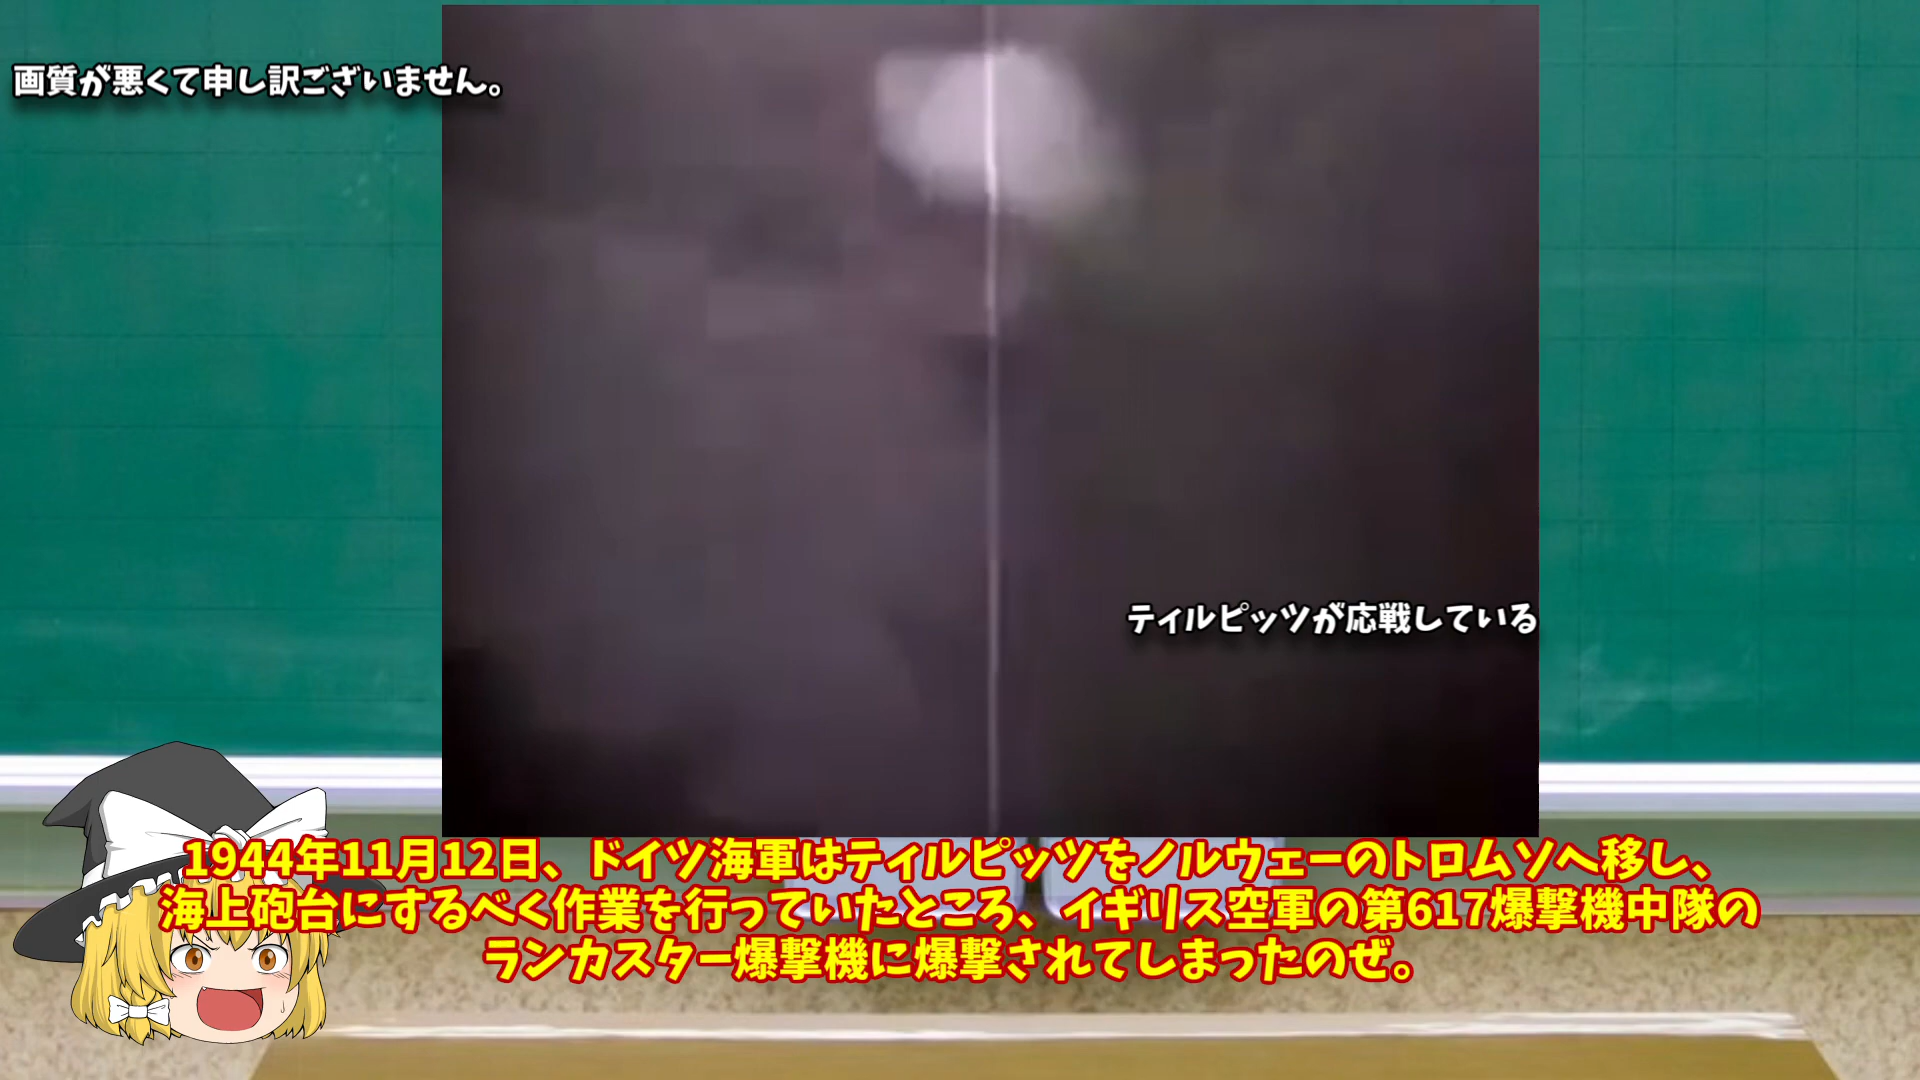 画質が悪くて申し訳ございません。
ティルピッツが応戦している
1944年11月12日、ドイツ海軍はティルピッツをノルウェーのトロムソへ移し、
海上砲台にするべく作業を行っていたところ、イギリス空軍の第617爆撃機中隊の
ランカスター爆撃機に爆撃されてしまったのぜ。